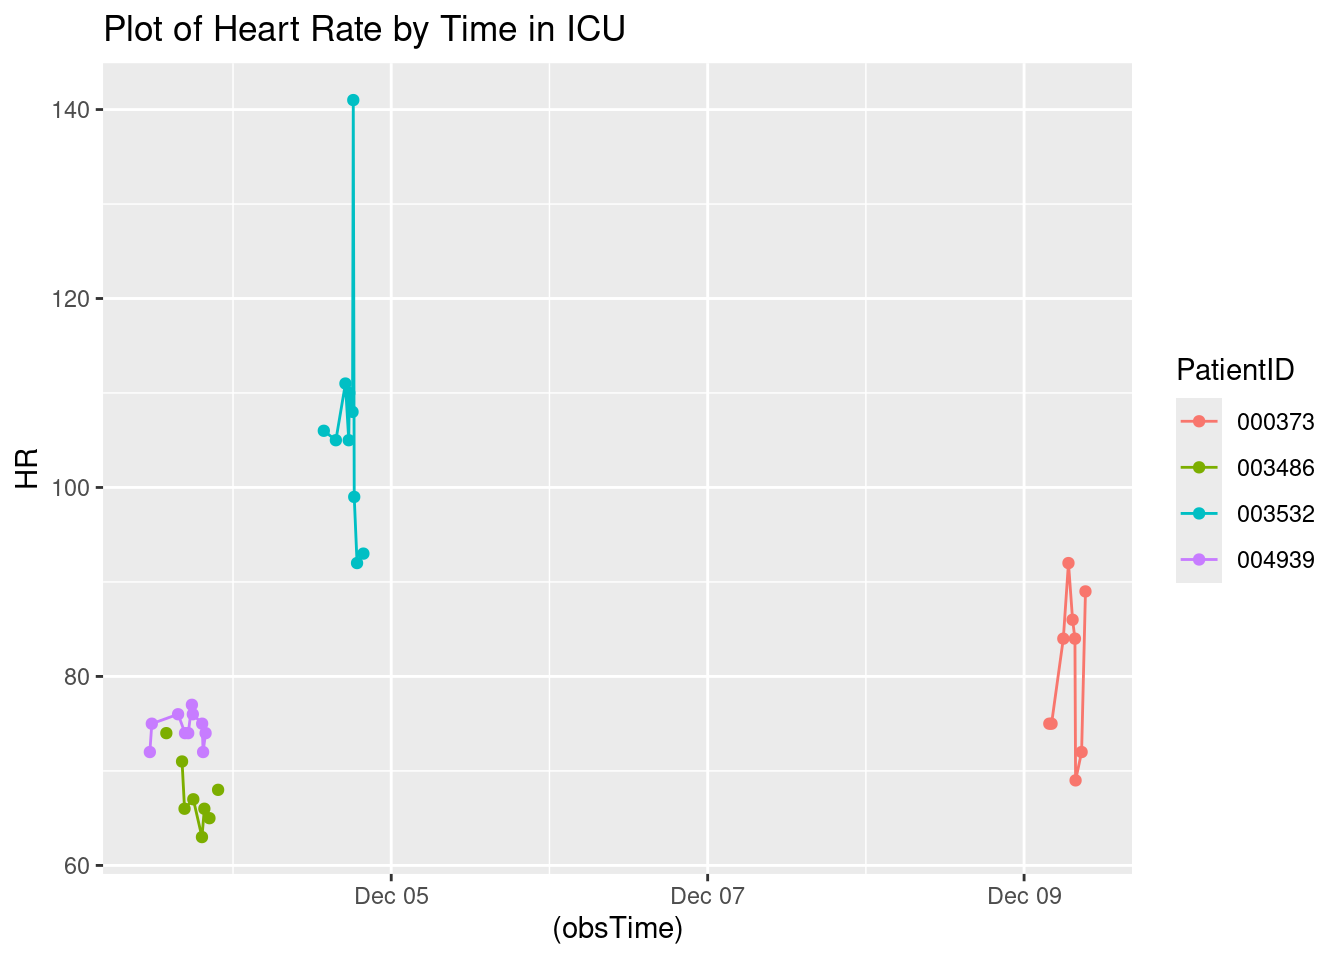 Plot of Heart Rate by Time in ICU
140
120
100
80
60
HR
Dec 05
Dec 07
Dec 09
(obsTime)
PatientID
000373
003486
003532
004939